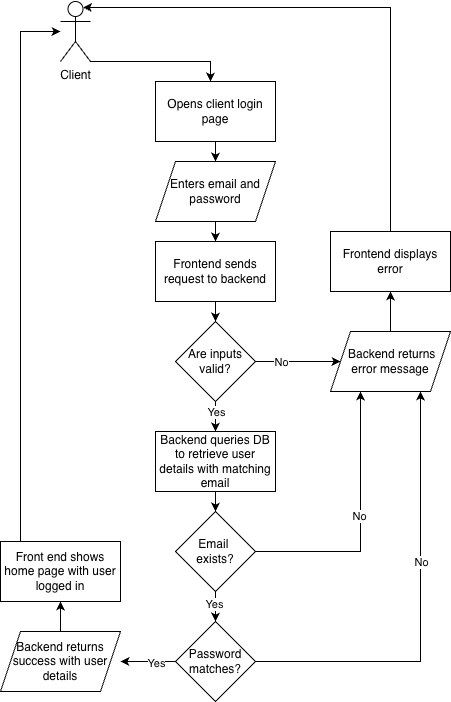 Client
Opens client login
page
Enters email and
password
Frontend sends
request to backend
Frontend displays
error
Are inputs
valid?
No
Backend returns
error message
Yes
Backend queries DB
to retrieve user
details with matching
email
No
Email
exists?
No
Front end shows
home page with user
logged in
Yes
Backend returns
success with user
details
Yes
Password
matches?